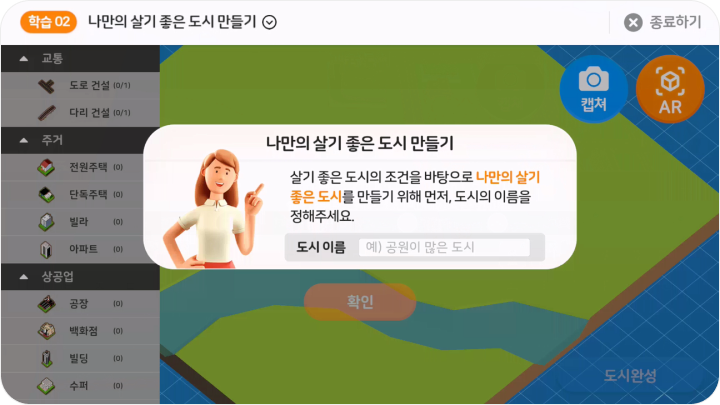 학습 02 나만의 살기 좋은 도시 만들기
종료하기
교통
도로 건설 (0/1)
다리 건설 (0/1)
주거
전원주택 (0)
단독주택 (0)
빌라 (0)
아파트 (0)
상공업
공장 (0)
백화점 (0)
빌딩 (0)
수퍼 (0)
캡쳐
AR
나만의 살기 좋은 도시 만들기
살기 좋은 도시의 조건을 바탕으로 나만의 살기
좋은 도시를 만들기 위해 먼저, 도시의 이름을
정해주세요.
도시 이름 예) 공원이 많은 도시
확인
도시완성